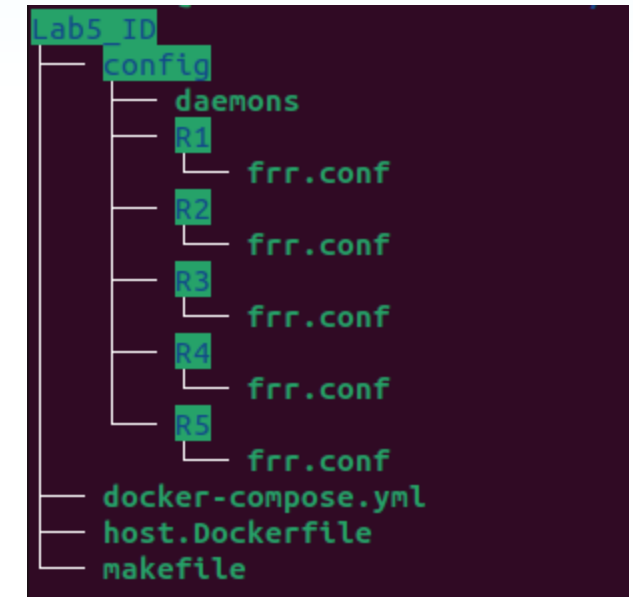 Lab5_ID
config
daemons
R1
frr.conf
R2
frr.conf
R3
frr.conf
R4
frr.conf
R5
frr.conf
docker-compose.yml
host.Dockerfile
makefile